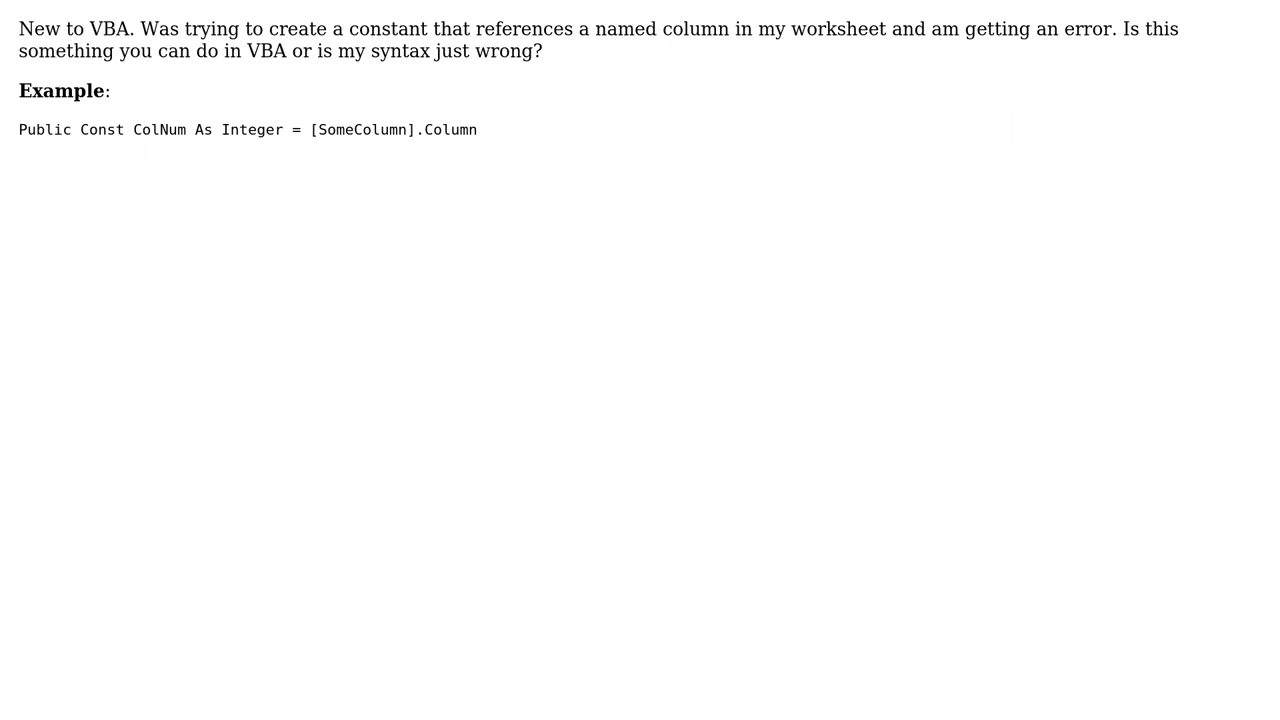 New to VBA. Was trying to create a constant that references a named column in my worksheet and am getting an error. Is this
something you can do in VBA or is my syntax just wrong?
Example:
Public Const ColNum As Integer = [SomeColumn].Column